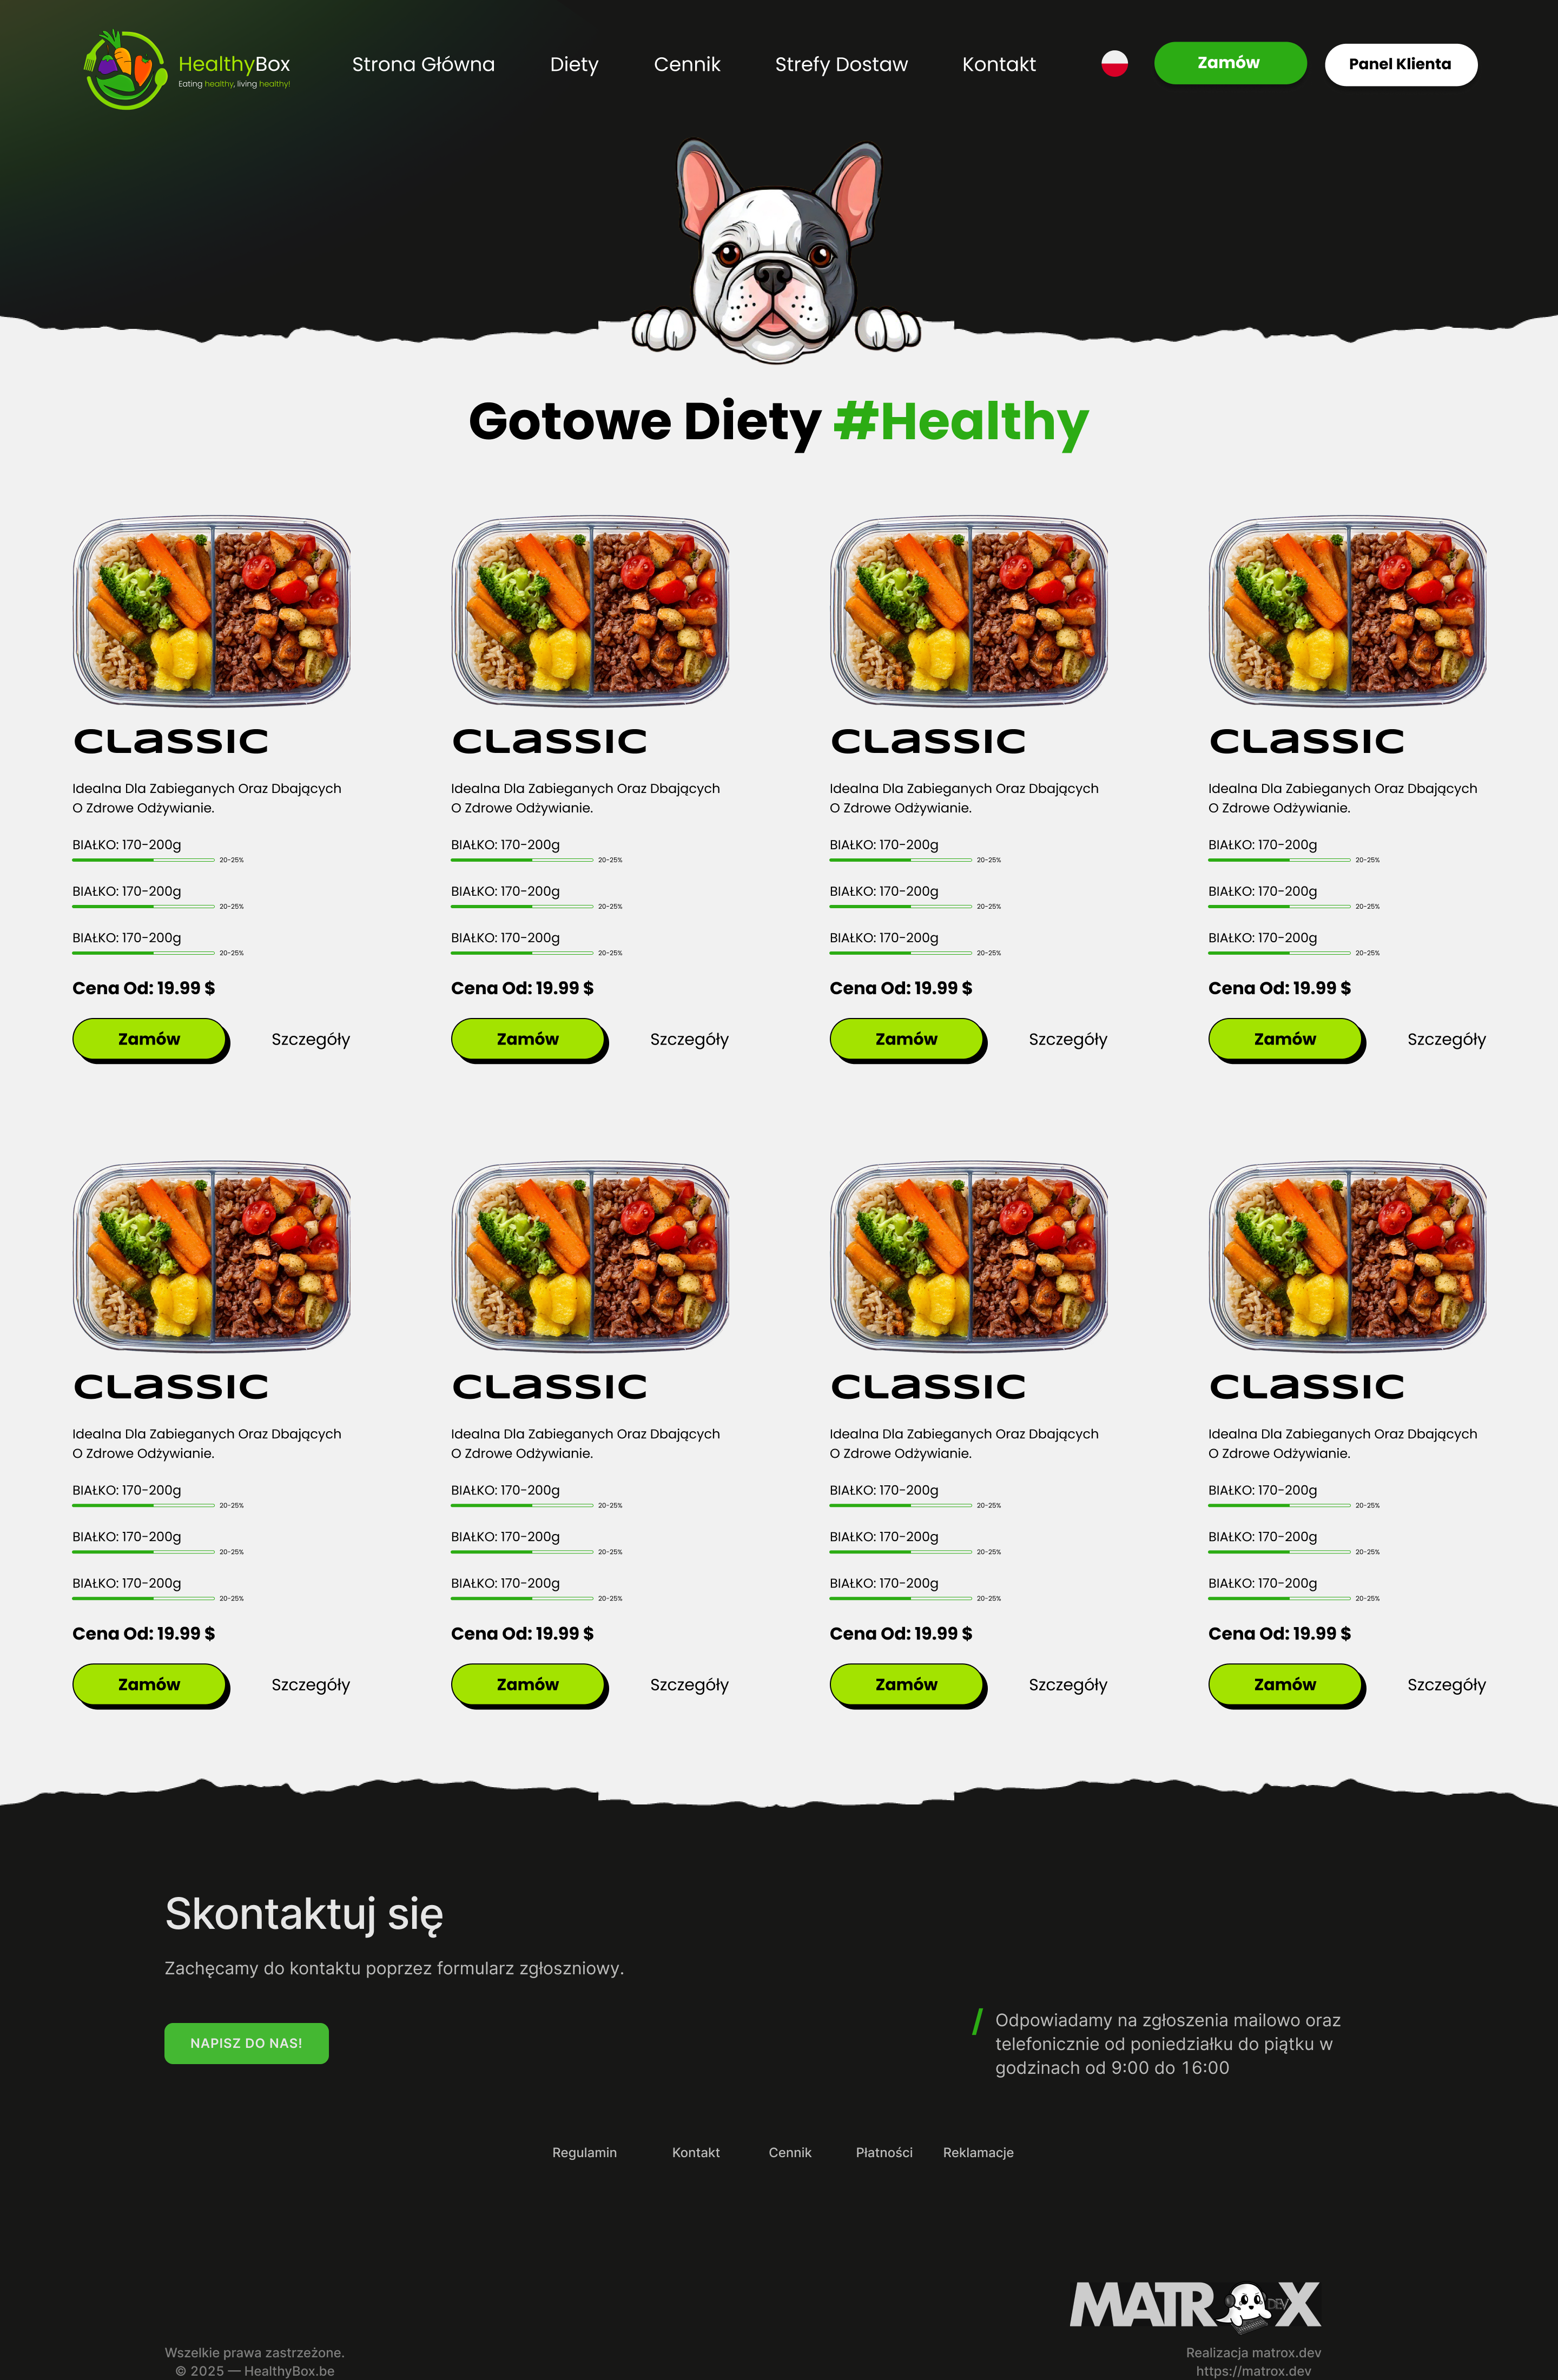 HealthyBox
Eating healthy, living healthy!
Strona Główna
Diety
Cennik
Strefy Dostaw
Kontakt
Zamów
Panel Klienta
Gotowe Diety #Healthy
CLaSSIC
Idealna Dla Zabieganych Oraz Dbających
O Zdrowe Odżywianie.
BIAŁKO: 170-200g
20-25%
BIAŁKO: 170-200g
20-25%
BIAŁKO: 170-200g
20-25%
Cena Od: 19.99 $
Zamów
Szczegóły
CLaSSIC
Idealna Dla Zabieganych Oraz Dbających
O Zdrowe Odżywianie.
BIAŁKO: 170-200g
20-25%
BIAŁKO: 170-200g
20-25%
BIAŁKO: 170-200g
20-25%
Cena Od: 19.99 $
Zamów
Szczegóły
CLaSSIC
Idealna Dla Zabieganych Oraz Dbających
O Zdrowe Odżywianie.
BIAŁKO: 170-200g
20-25%
BIAŁKO: 170-200g
20-25%
BIAŁKO: 170-200g
20-25%
Cena Od: 19.99 $
Zamów
Szczegóły
CLaSSIC
Idealna Dla Zabieganych Oraz Dbających
O Zdrowe Odżywianie.
BIAŁKO: 170-200g
20-25%
BIAŁKO: 170-200g
20-25%
BIAŁKO: 170-200g
20-25%
Cena Od: 19.99 $
Zamów
Szczegóły
CLaSSIC
Idealna Dla Zabieganych Oraz Dbających
O Zdrowe Odżywianie.
BIAŁKO: 170-200g
20-25%
BIAŁKO: 170-200g
20-25%
BIAŁKO: 170-200g
20-25%
Cena Od: 19.99 $
Zamów
Szczegóły
CLaSSIC
Idealna Dla Zabieganych Oraz Dbających
O Zdrowe Odżywianie.
BIAŁKO: 170-200g
20-25%
BIAŁKO: 170-200g
20-25%
BIAŁKO: 170-200g
20-25%
Cena Od: 19.99 $
Zamów
Szczegóły
CLaSSIC
Idealna Dla Zabieganych Oraz Dbających
O Zdrowe Odżywianie.
BIAŁKO: 170-200g
20-25%
BIAŁKO: 170-200g
20-25%
BIAŁKO: 170-200g
20-25%
Cena Od: 19.99 $
Zamów
Szczegóły
CLaSSIC
Idealna Dla Zabieganych Oraz Dbających
O Zdrowe Odżywianie.
BIAŁKO: 170-200g
20-25%
BIAŁKO: 170-200g
20-25%
BIAŁKO: 170-200g
20-25%
Cena Od: 19.99 $
Zamów
Szczegóły
Skontaktuj się
Zachęcamy do kontaktu poprzez formularz zgłoszniowy.
NAPISZ DO NAS!
/ Odpowiadamy na zgłoszenia mailowo oraz
telefonicznie od poniedziałku do piątku w
godzinach od 9:00 do 16:00
Regulamin
Kontakt
Cennik
Płatności
Reklamacje
MATR X
DEV
Wszelkie prawa zastrzeżone.
© 2025 — HealthyBox.be
Realizacja matrox.dev
https://matrox.dev